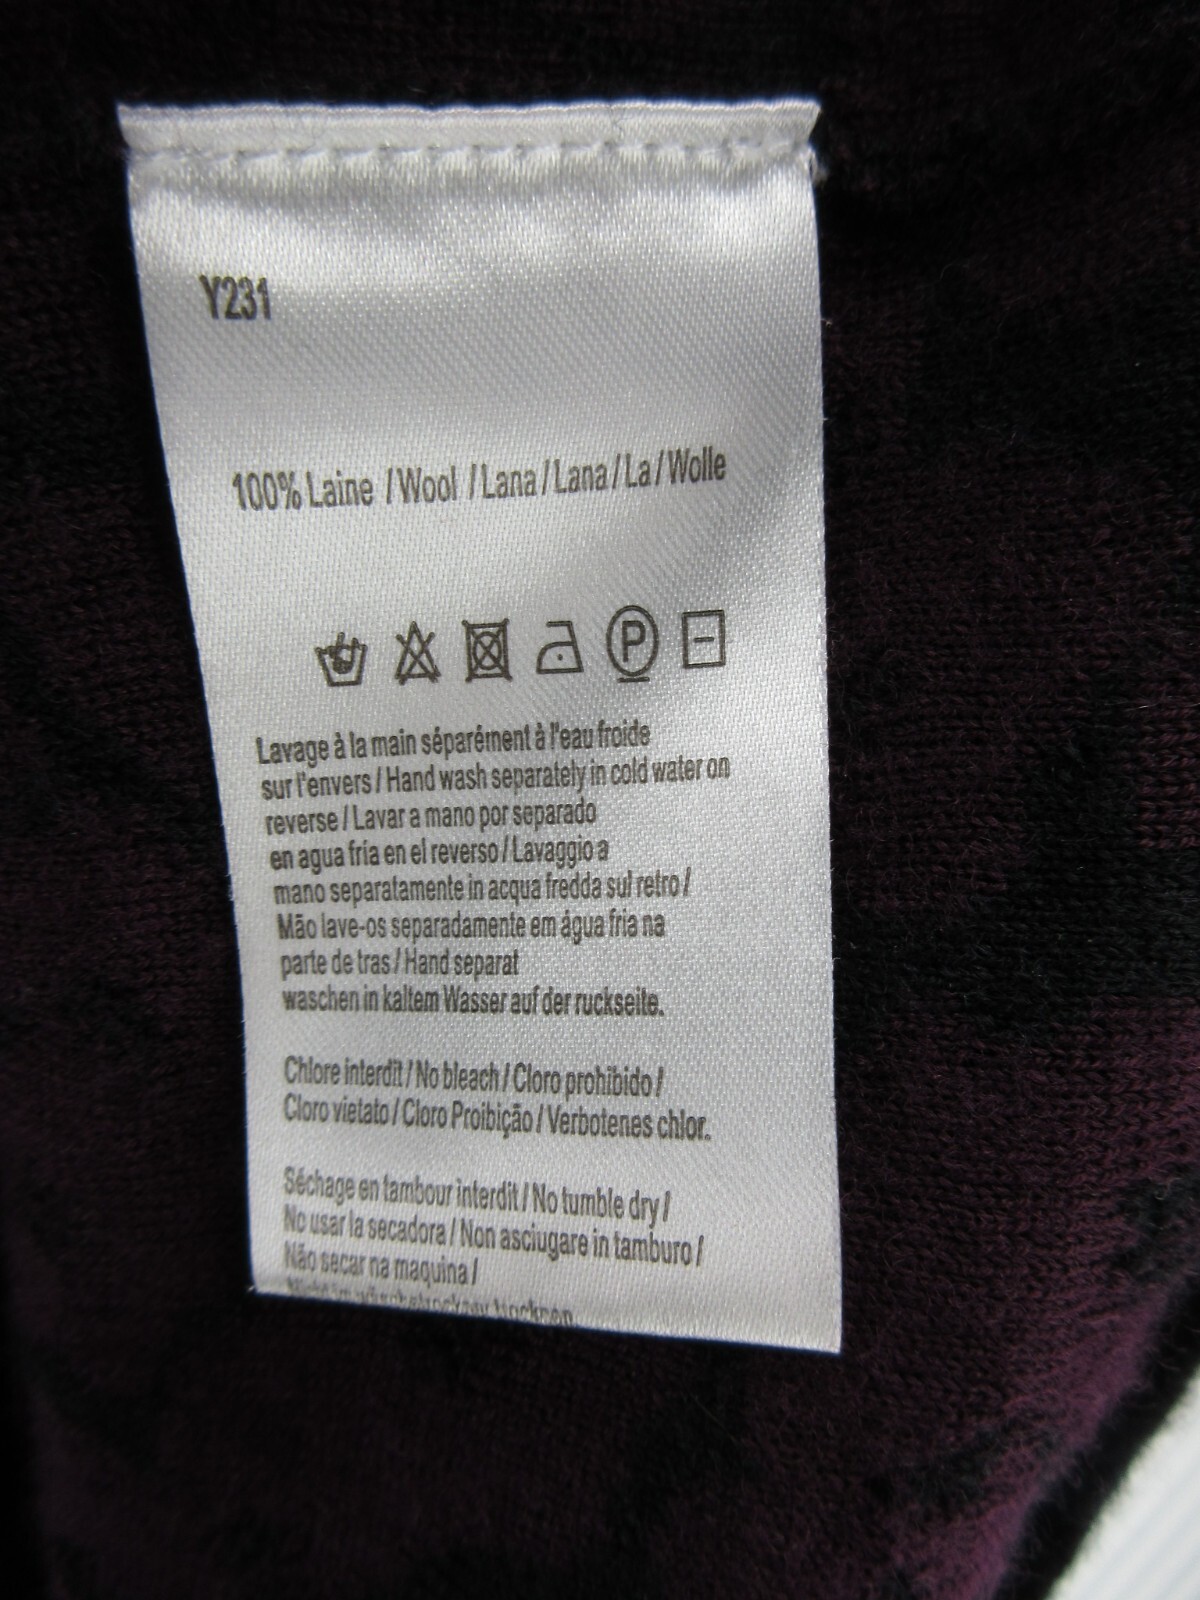 Y231
100% Laine / Wool / Lana / Lana / La / Wolle
P
Lavage à la main séparément à l'eau froide
sur l'envers / Hand wash separately in cold water on
reverse / Lavar a mano por separado
en agua fria en el reverso / Lavaggio a
mano separatamente in acqua fredda sul retro /
Mão lave-os separadamente em água fria na
parte de tras / Hand separat
waschen in kaltem Wasser auf der ruckseite.
Chlore interdit / No bleach / Cloro prohibido /
Cloro vietato / Cloro Proibição / Verbotenes chlor.
Séchage en tambour interdit / No tumble dry /
No usar la secadora / Non asciugare in tamburo /
Não secar na maquina /
trocknen